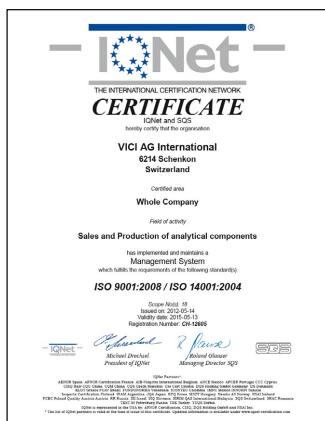 IQNet
®
THE INTERNATIONAL CERTIFICATION NETWORK
CERTIFICATE
IQNet and SQS
hereby certify that the organisation
VICI AG International
6214 Schenkon
Switzerland
Certified area
Whole Company
Field of activity
Sales and Production of analytical components
has implemented and maintains a
Management System
which fulfills the requirements of the following standard(s)
ISO 9001:2008 / ISO 14001:2004
Scope No(s): 18
Issued on: 2012-05-14
Validity date: 2015-05-13
Registration Number: CH-12605
IQNet
SQS
Michael Drechsel
President of IQNet
Roland Glauser
Managing Director SQS
IQNet Partners*: